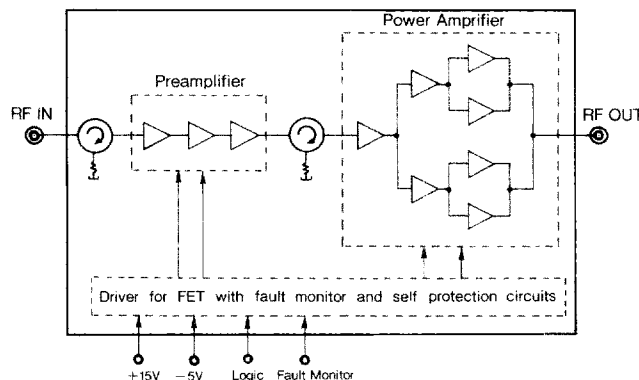 Power Amprifier
Preamplifier
RF IN
RF OUT
Driver for FET with fault monitor and self protection circuits
+15V −5V Logic Fault Monitor